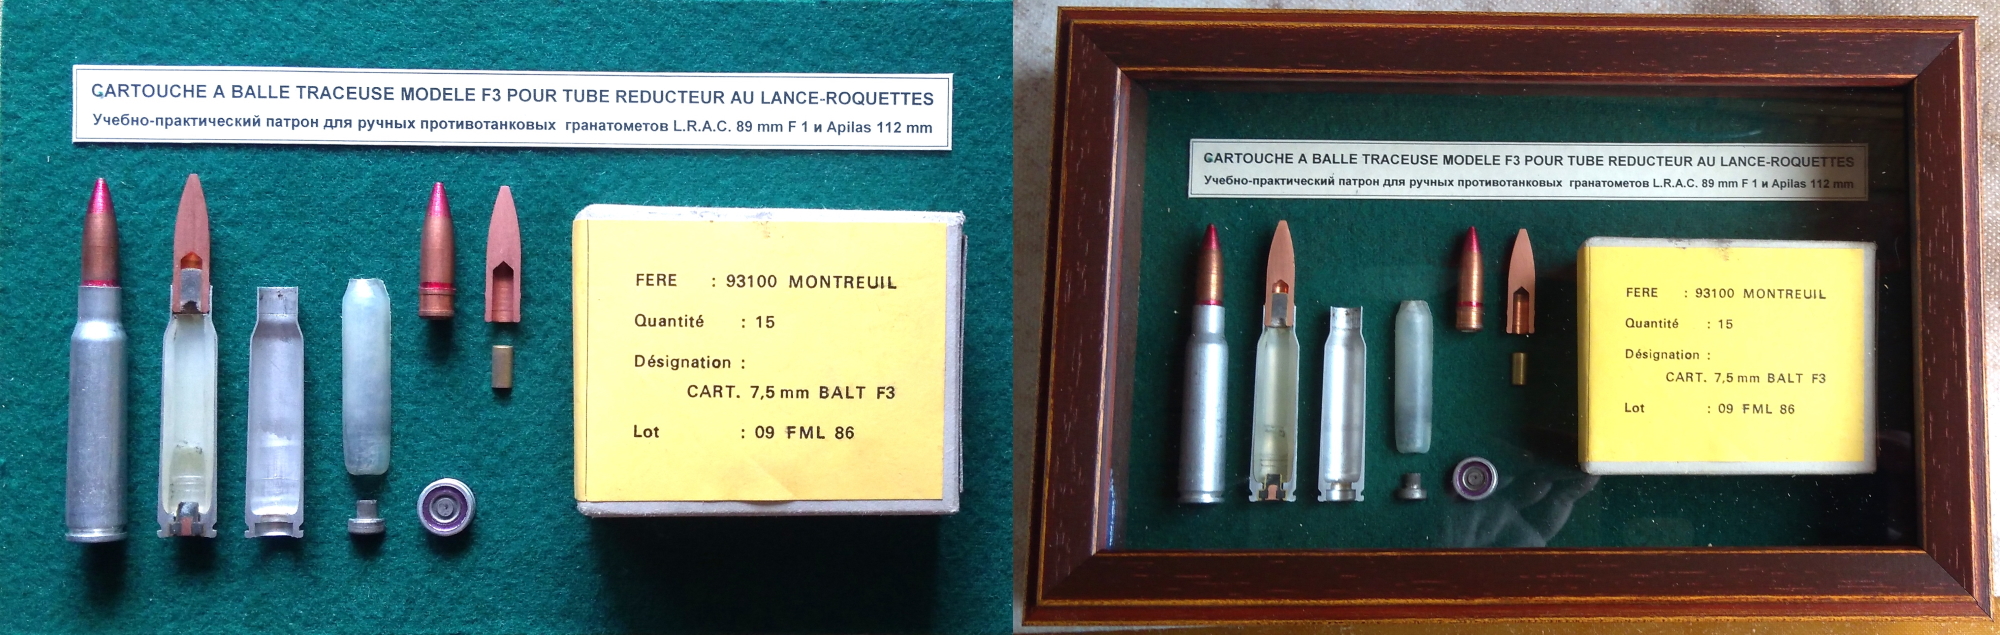 CARTOUCHE A BALLE TRACEUSE MODELE F3 POUR TUBE REDUCTEUR AU LANCE-ROQUETTES
Учебно-практический патрон для ручных противотанковых гранатометов L.R.A.C. 89 mm F 1 и Apilas 112 mm
FERE : 93100 MONTREUIL
Quantité : 15
Désignation :
CART. 7,5 mm BALT F3
Lot : 09 FML 86
CARTOUCHE A BALLE TRACEUSE MODELE F3 POUR TUBE REDUCTEUR AU LANCE-ROQUETTES
Учебно-практический патрон для ручных противотанковых гранатометов L.R.A.C. 89 mm F 1 и Apilas 112 mm
FERE : 93100 MONTREUIL
Quantité : 15
Désignation :
CART. 7,5 mm BALT F3
Lot : 09 FML 86